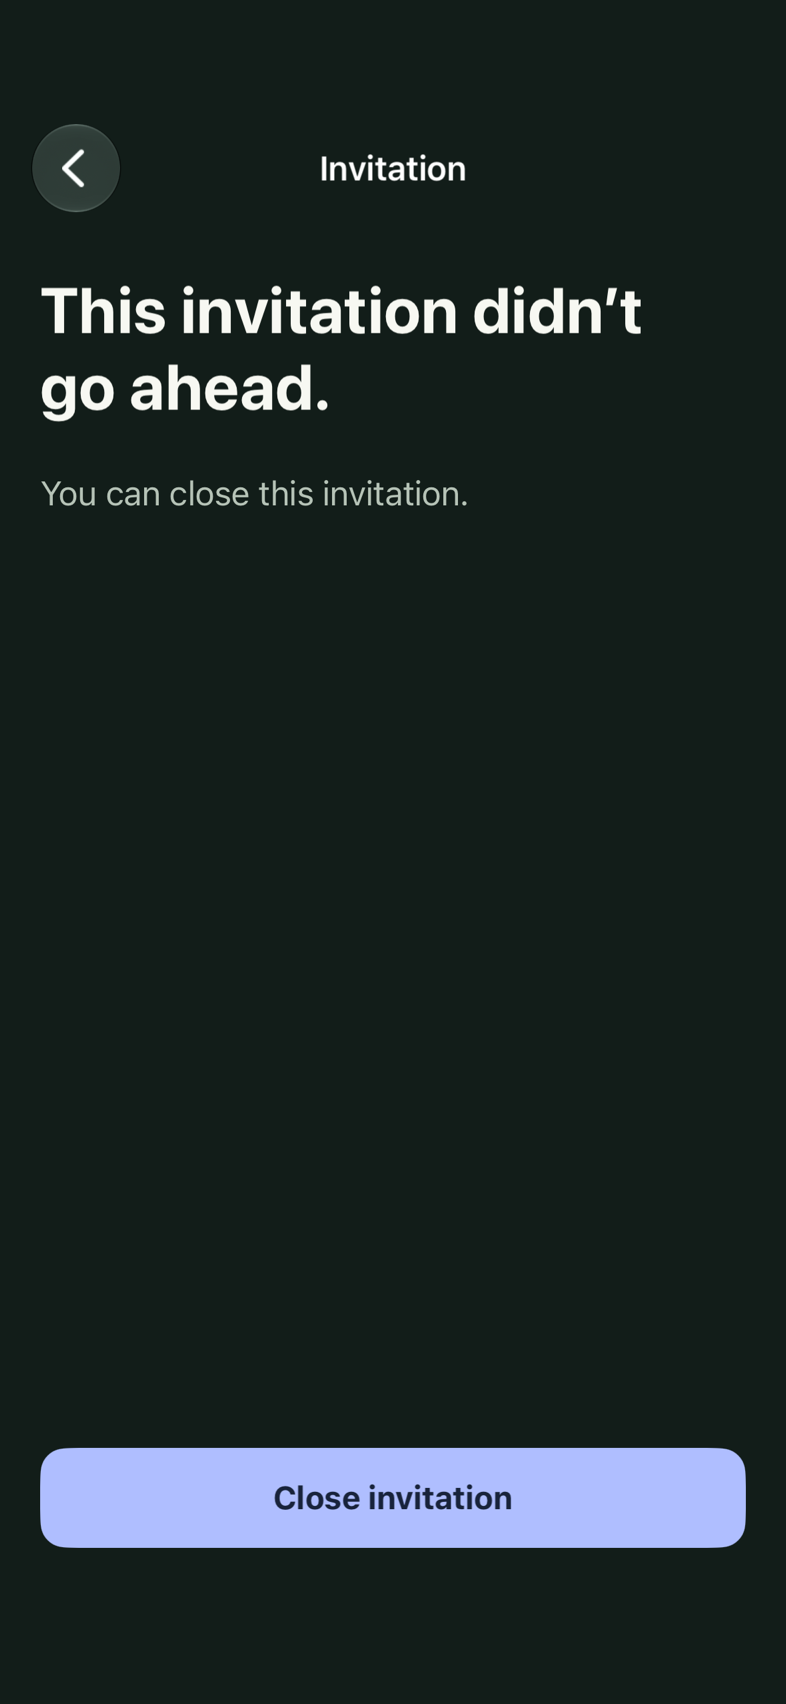 Invitation
This invitation didn’t
go ahead.
You can close this invitation.
Close invitation